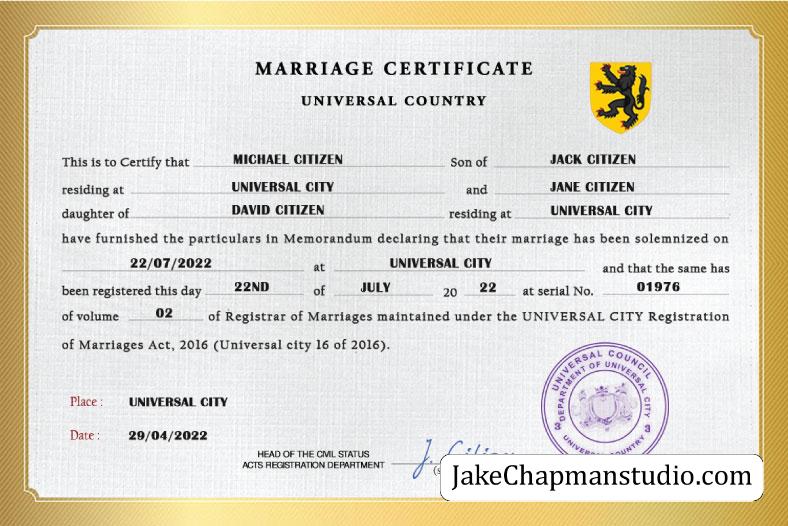 MARRIAGE CERTIFICATE
UNIVERSAL COUNTRY
This is to Certify that MICHAEL CITIZEN Son of JACK CITIZEN
residing at UNIVERSAL CITY and JANE CITIZEN
daughter of DAVID CITIZEN residing at UNIVERSAL CITY
have furnished the particulars in Memorandum declaring that their marriage has been solemnized on
22/07/2022 at UNIVERSAL CITY and that the same has
been registered this day 22ND of JULY 20 22 at serial No. 01976
of volume 02 of Registrar of Marriages maintained under the UNIVERSAL CITY Registration
of Marriages Act, 2016 (Universal city 16 of 2016).
UNIVERSAL COUNCIL
DEPARTMENT OF UNIVERSAL CITY
3 3
UNIVERSAL COUNTRY
Place : UNIVERSAL CITY
Date : 29/04/2022
HEAD OF THE CIVIL STATUS
ACTS REGISTRATION DEPARTMENT
J. Citizen
JakeChapmanstudio.com